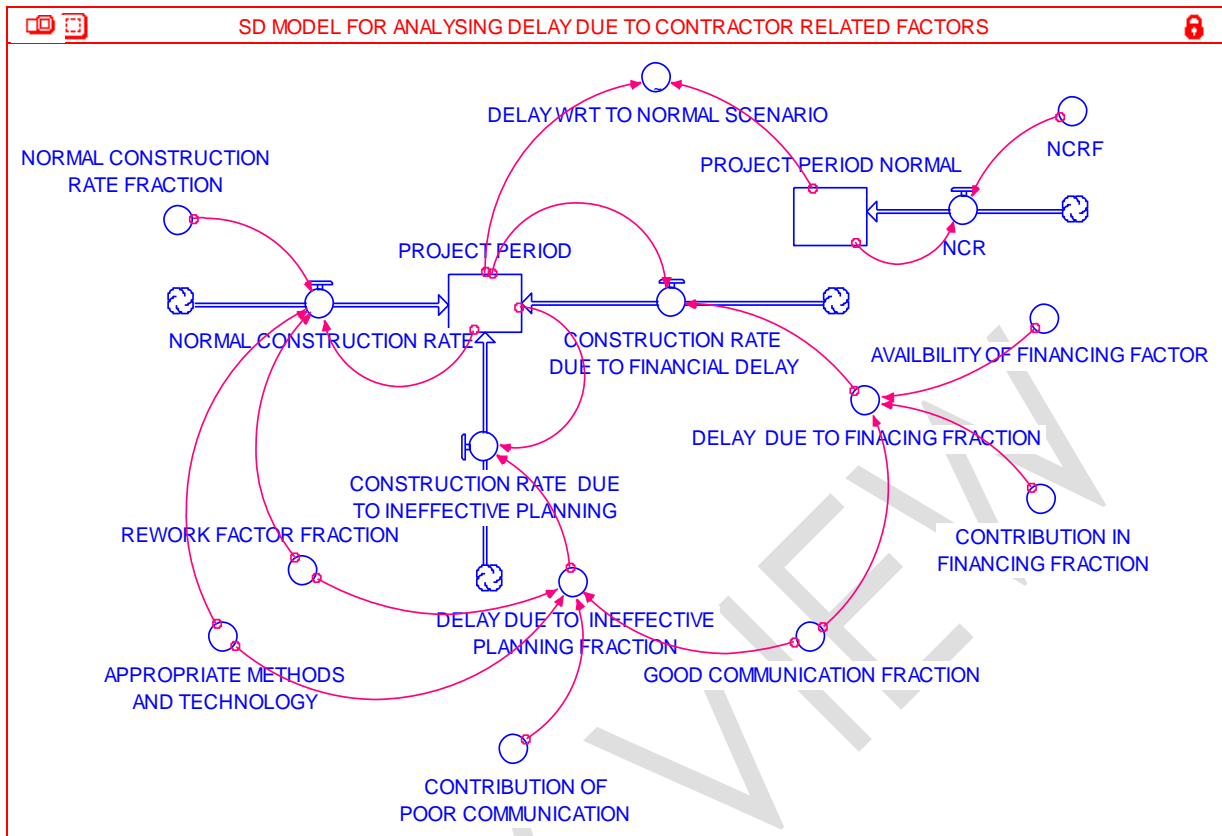 SD MODEL FOR ANALYSING DELAY DUE TO CONTRACTOR RELATED FACTORS
DELAY WRT TO NORMAL SCENARIO
NORMAL CONSTRUCTION
RATE FRACTION
PROJECT PERIOD NORMAL
NCRF
NCR
PROJECT PERIOD
NORMAL CONSTRUCTION RATE
CONSTRUCTION RATE
DUE TO FINANCIAL DELAY
AVAILBILITY OF FINANCING FACTOR
DELAY DUE TO FINACING FRACTION
CONSTRUCTION RATE DUE
TO INEFFECTIVE PLANNING
REWORK FACTOR FRACTION
CONTRIBUTION IN
FINANCING FRACTION
DELAY DUE TO INEFFECTIVE
PLANNING FRACTION
APPROPRIATE METHODS
AND TECHNOLOGY
GOOD COMMUNICATION FRACTION
CONTRIBUTION OF
POOR COMMUNICATION
VIEW